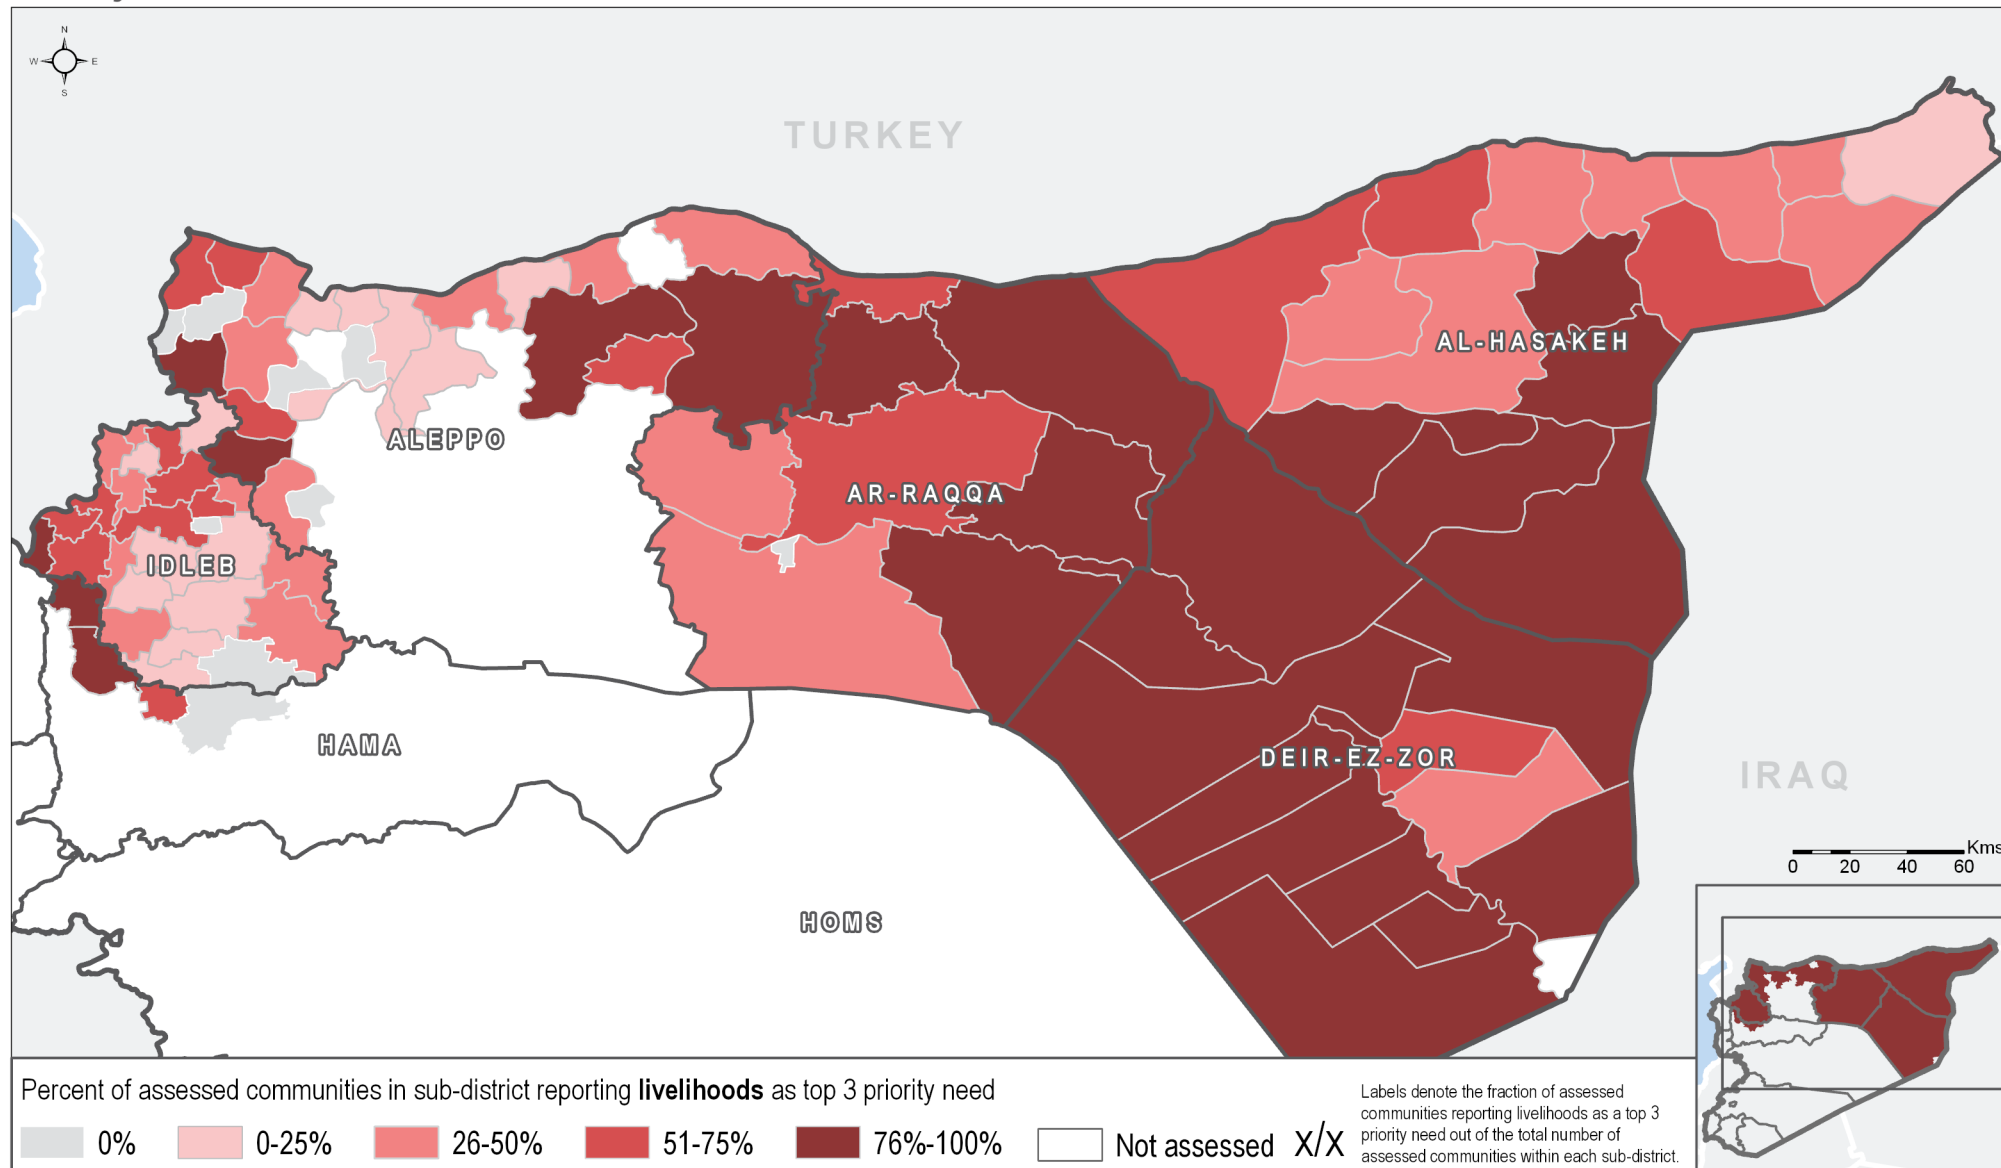 N
W E
S
TURKEY
AL-HASAKEH
ALEPPO
AR-RAQQA
IDLEB
HAMA
DEIR-EZ-ZOR
IRAQ
HOMS
Kms
0 20 40 60
Percent of assessed communities in sub-district reporting livelihoods as top 3 priority need
0% 0-25% 26-50% 51-75% 76%-100% Not assessed X/X
Labels denote the fraction of assessed
communities reporting livelihoods as a top 3
priority need out of the total number of
assessed communities within each sub-district.